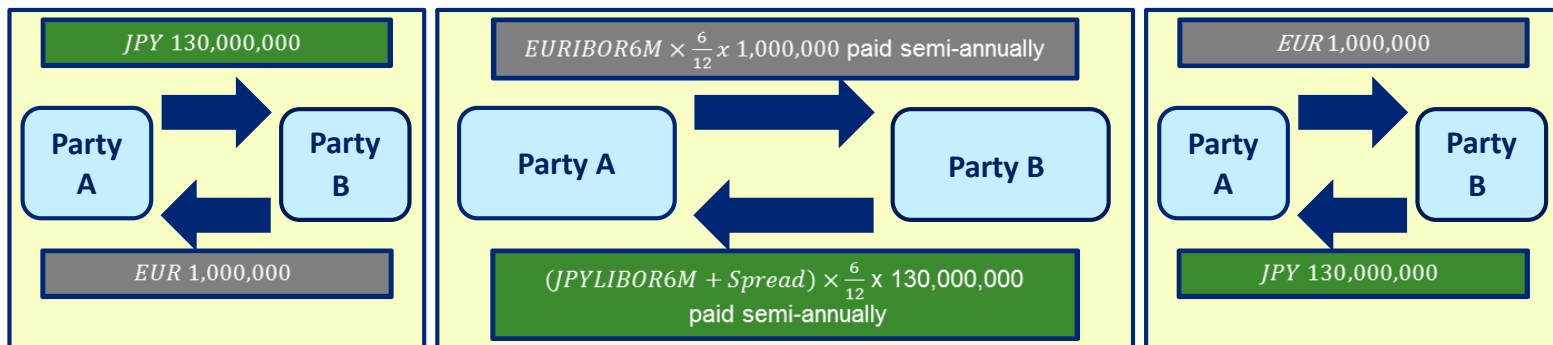 JPY 130,000,000
Party
A
Party
B
EUR 1,000,000
EURIBOR6M × 6/12 x 1,000,000 paid semi-annually
Party A
Party B
(JPYLIBOR6M + Spread) × 6/12 x 130,000,000
paid semi-annually
EUR 1,000,000
Party
A
Party
B
JPY 130,000,000